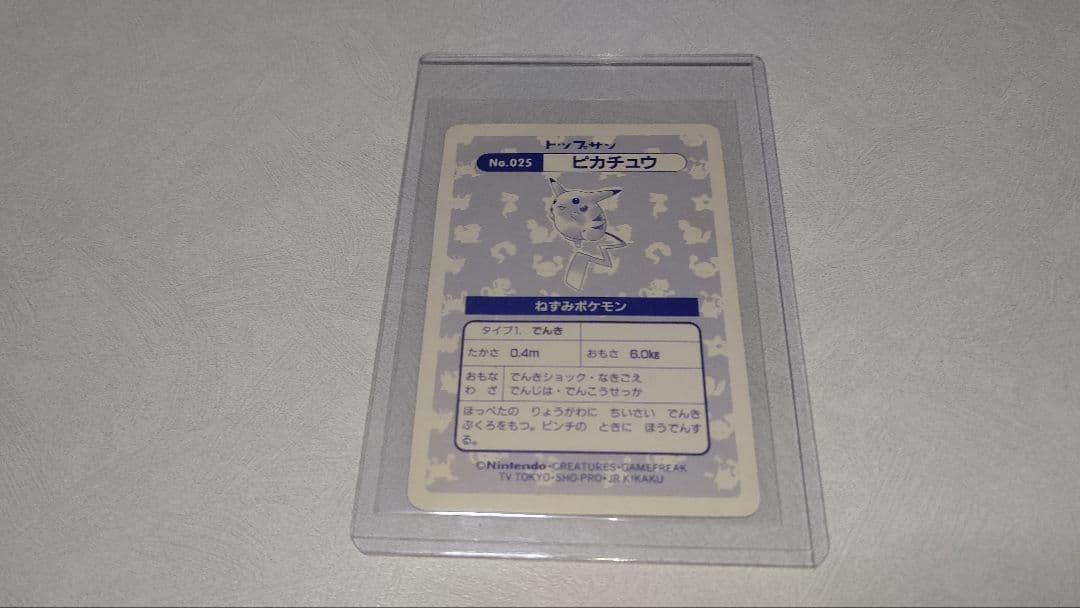 トップサン
No.025 ピカチュウ
ねずみポケモン
タイプ1. でんき
たかさ 0.4m おもさ 6.0kg
おもな でんきショック・なきごえ
わざ でんじは・でんこうせっか
ほっぺたの りょうがわに ちいさい でんき
ぶくろをもつ。ピンチの ときに ほうでんす
る。
©Nintendo・CREATURES・GAMEFREAK
TV TOKYO・SHO PRO・JR KIKAKU